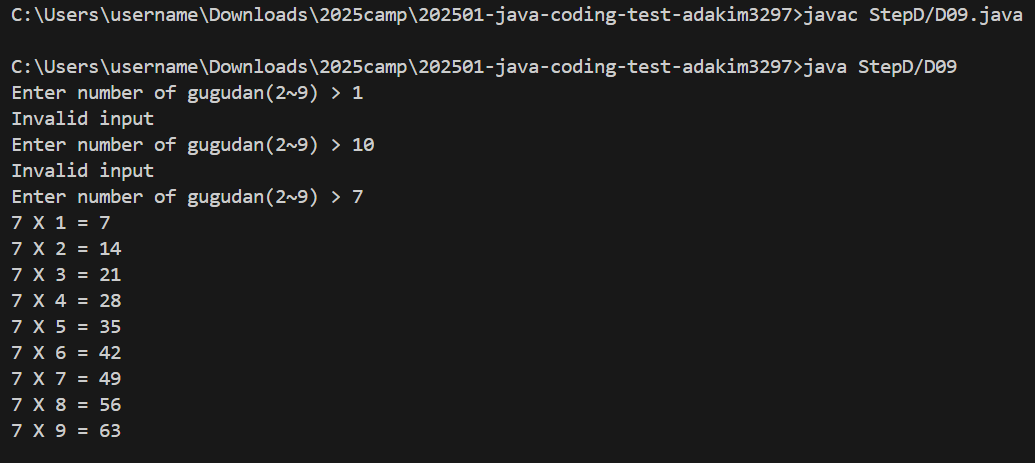 C:\Users\username\Downloads\2025camp\202501-java-coding-test-adakim3297>javac StepD/D09.java
C:\Users\username\Downloads\2025camp\202501-java-coding-test-adakim3297>java StepD/D09
Enter number of gugudan(2~9) > 1
Invalid input
Enter number of gugudan(2~9) > 10
Invalid input
Enter number of gugudan(2~9) > 7
7 X 1 = 7
7 X 2 = 14
7 X 3 = 21
7 X 4 = 28
7 X 5 = 35
7 X 6 = 42
7 X 7 = 49
7 X 8 = 56
7 X 9 = 63